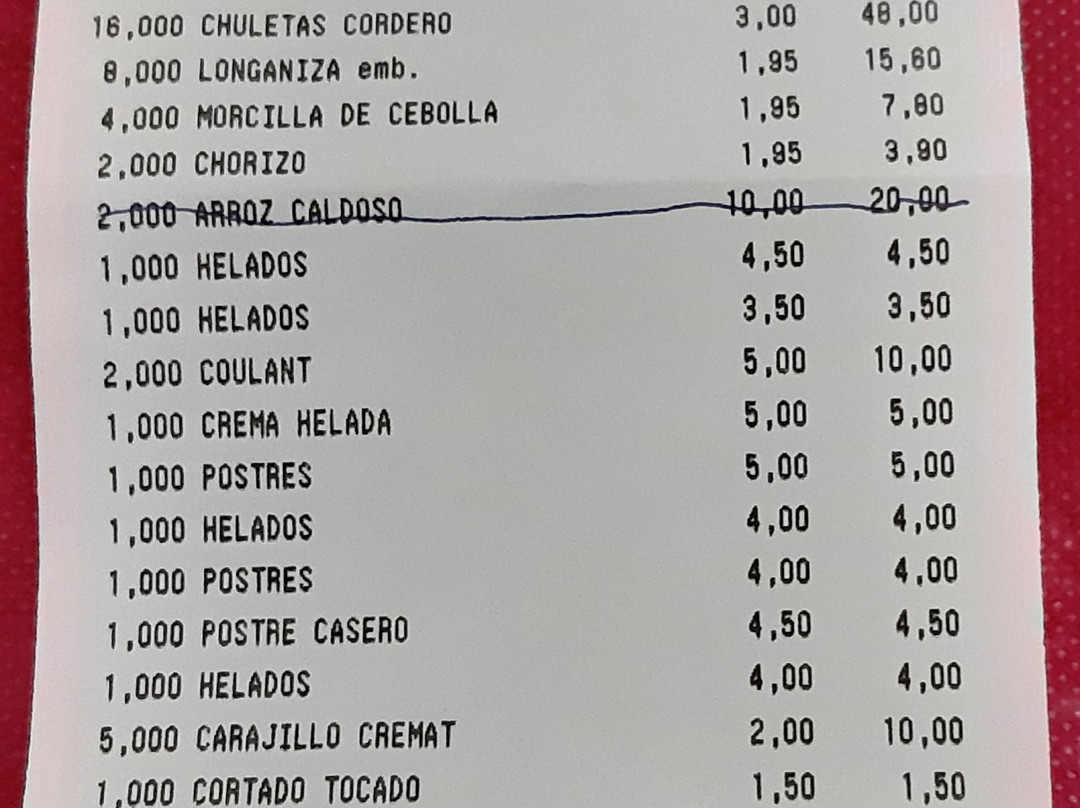 16,000 CHULETAS CORDERO 3,00 48,00
8,000 LONGANIZA emb. 1,95 15,60
4,000 MORCILLA DE CEBOLLA 1,95 7,80
2,000 CHORIZO 1,95 3,90
2,000 ARROZ CALDOSO 10,00 20,00
1,000 HELADOS 4,50 4,50
1,000 HELADOS 3,50 3,50
2,000 COULANT 5,00 10,00
1,000 CREMA HELADA 5,00 5,00
1,000 POSTRES 5,00 5,00
1,000 HELADOS 4,00 4,00
1,000 POSTRES 4,00 4,00
1,000 POSTRE CASERO 4,50 4,50
1,000 HELADOS 4,00 4,00
5,000 CARAJILLO CREMAT 2,00 10,00
1,000 CORTADO TOCADO 1,50 1,50